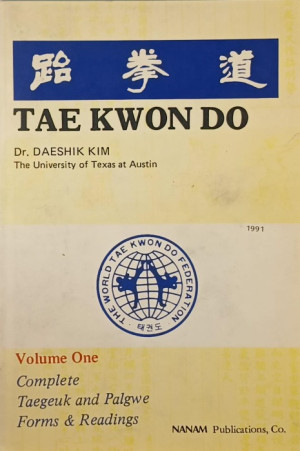 跆拳道
TAE KWON DO
Dr. DAESHIK KIM
The University of Texas at Austin
1991
THE WORLD TAE KWON DO FEDERATION
태권도
Volume One
Complete
Taegeuk and Palgwe
Forms & Readings
NANAM Publications, Co.